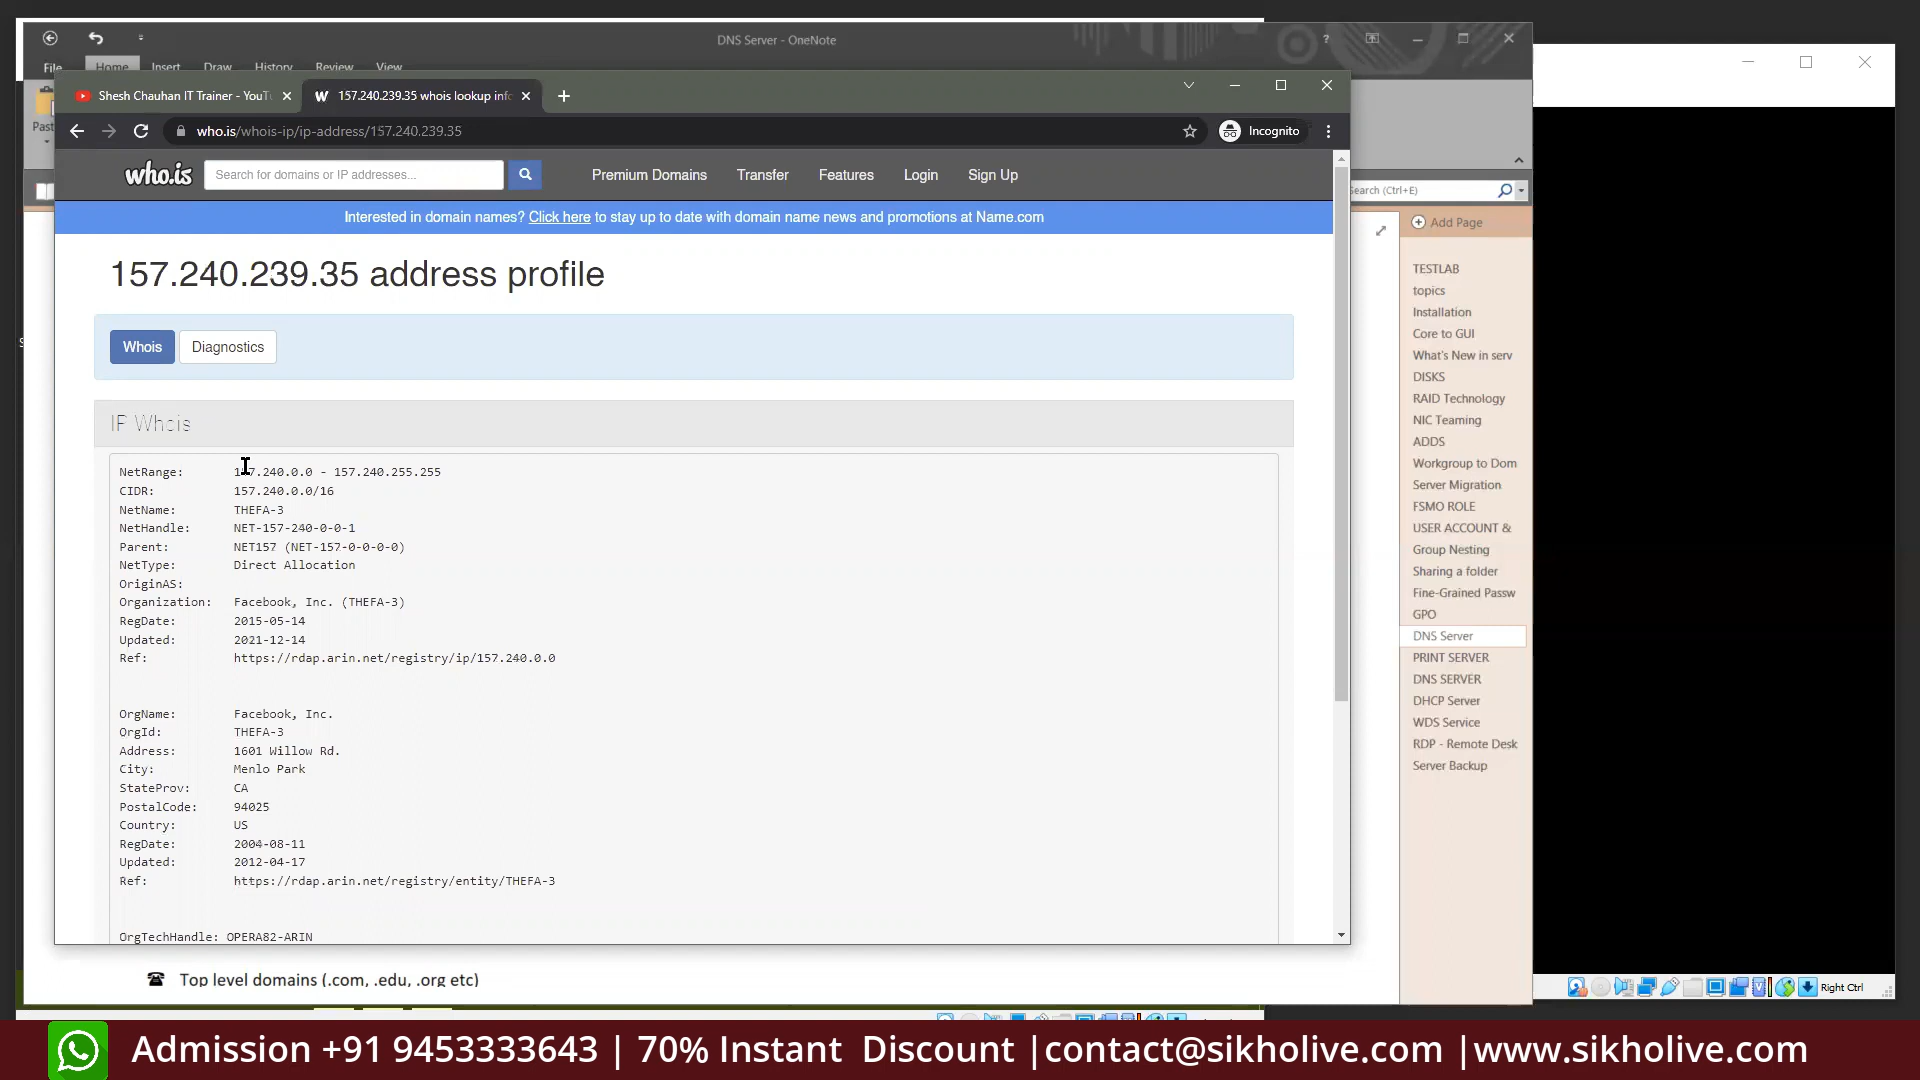 DNS Server - OneNote
File Home Insert Draw History Review View
Shesh Chauhan IT Trainer - YouTu
157.240.239.35 whois lookup info
who.is/whois-ip/ip-address/157.240.239.35
Incognito
who.is
Search for domains or IP addresses...
Premium Domains Transfer Features Login Sign Up
Interested in domain names? Click here to stay up to date with domain name news and promotions at Name.com
157.240.239.35 address profile
Whois Diagnostics
IP Whois
NetRange: 157.240.0.0 - 157.240.255.255
CIDR: 157.240.0.0/16
NetName: THEFA-3
NetHandle: NET-157-240-0-0-1
Parent: NET157 (NET-157-0-0-0-0)
NetType: Direct Allocation
OriginAS:
Organization: Facebook, Inc. (THEFA-3)
RegDate: 2015-05-14
Updated: 2021-12-14
Ref: https://rdap.arin.net/registry/ip/157.240.0.0
OrgName: Facebook, Inc.
OrgId: THEFA-3
Address: 1601 Willow Rd.
City: Menlo Park
StateProv: CA
PostalCode: 94025
Country: US
RegDate: 2004-08-11
Updated: 2012-04-17
Ref: https://rdap.arin.net/registry/entity/THEFA-3
OrgTechHandle: OPERA82-ARIN
Past
Search (Ctrl+E)
Add Page
TESTLAB
topics
Installation
Core to GUI
What's New in serv
DISKS
RAID Technology
NIC Teaming
ADDS
Workgroup to Dom
Server Migration
FSMO ROLE
USER ACCOUNT &
Group Nesting
Sharing a folder
Fine-Grained Passw
GPO
DNS Server
PRINT SERVER
DNS SERVER
DHCP Server
WDS Service
RDP - Remote Desk
Server Backup
Top level domains (.com, .edu, .org etc)
Right Ctrl
Admission +91 9453333643 | 70% Instant Discount |contact@sikholive.com |www.sikholive.com